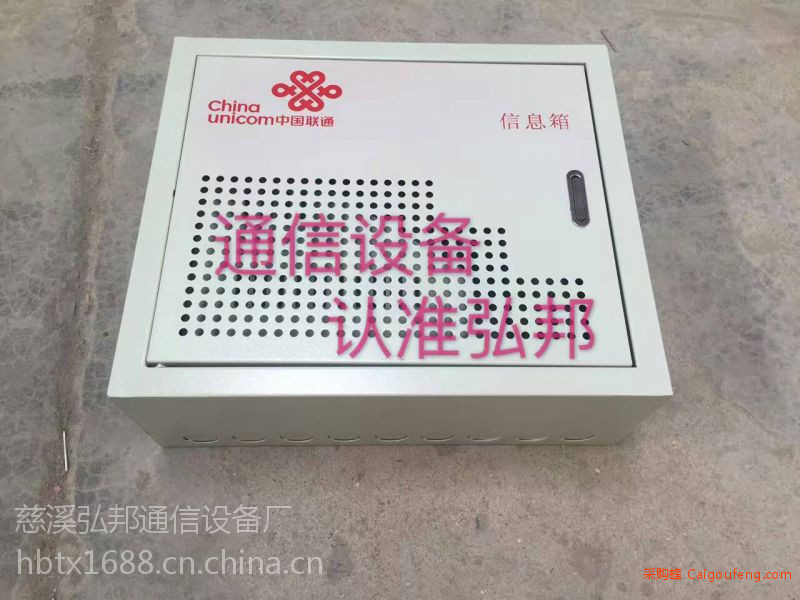 China
unicom中国联通
信息箱
通信设备
认准弘邦
慈溪弘邦通信设备厂
hbtx1688.cn.china.cn
采购蜂 Caigoufeng.com